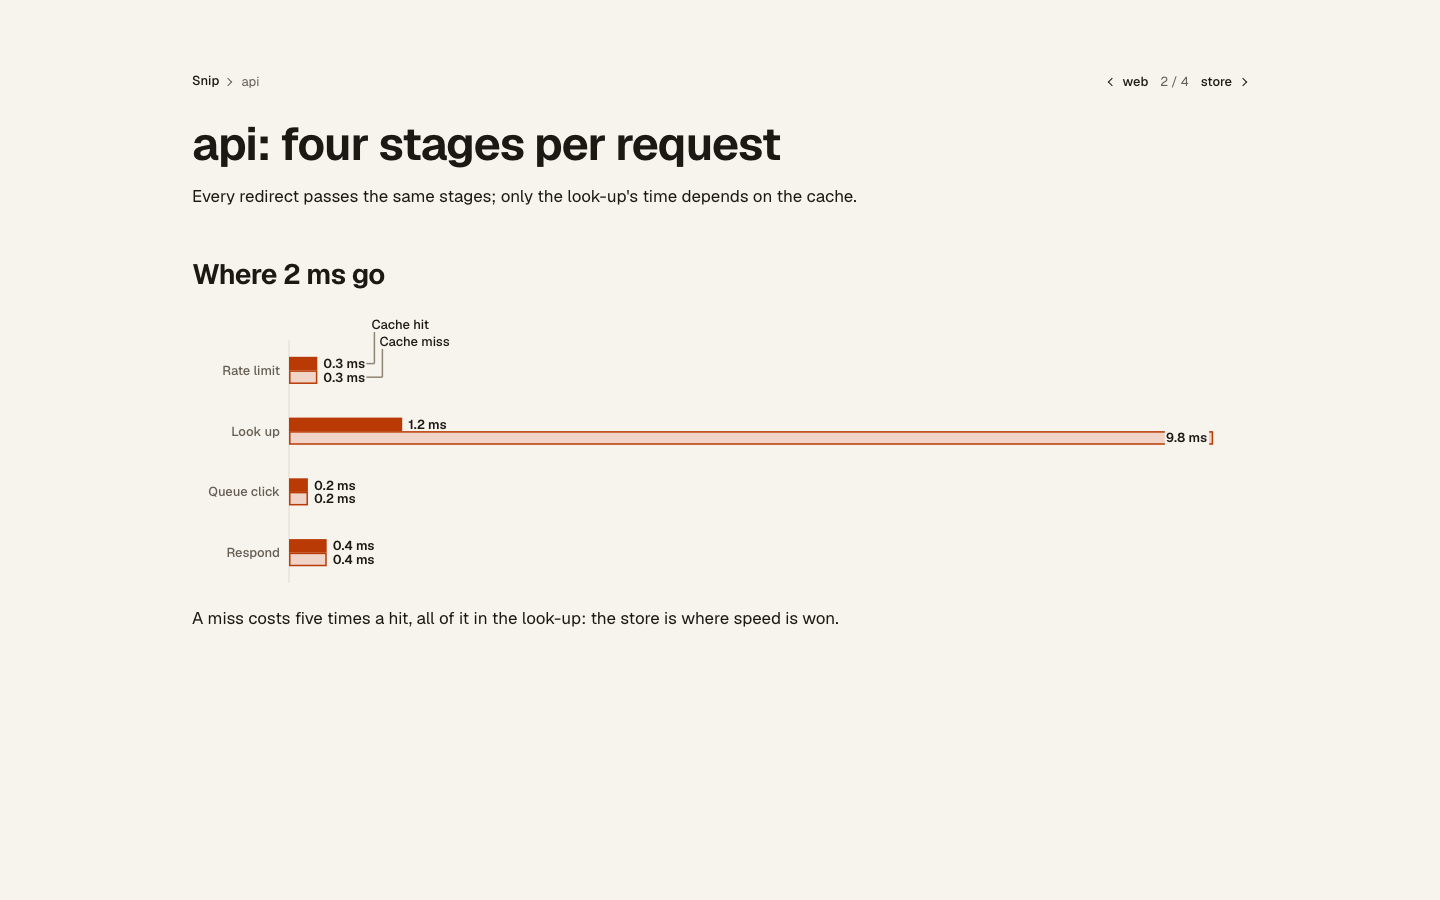 Snip > api
< web 2 / 4 store >
api: four stages per request
Every redirect passes the same stages; only the look-up's time depends on the cache.
Where 2 ms go
Cache hit
Cache miss
Rate limit
0.3 ms
0.3 ms
Look up
1.2 ms
9.8 ms
Queue click
0.2 ms
0.2 ms
Respond
0.4 ms
0.4 ms
A miss costs five times a hit, all of it in the look-up: the store is where speed is won.